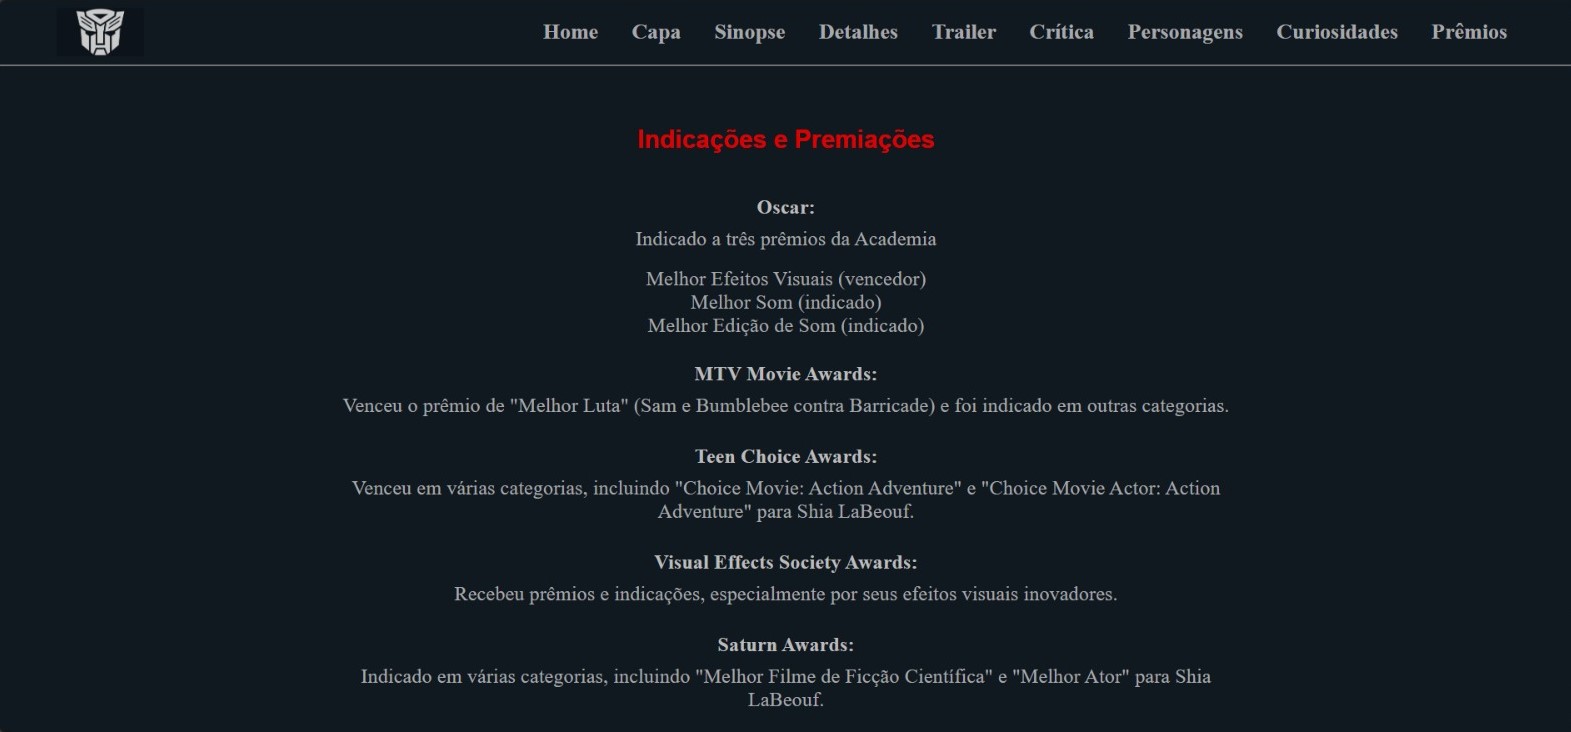 Home Capa Sinopse Detalhes Trailer Crítica Personagens Curiosidades Prêmios
Indicações e Premiações
Oscar:
Indicado a três prêmios da Academia
Melhor Efeitos Visuais (vencedor)
Melhor Som (indicado)
Melhor Edição de Som (indicado)
MTV Movie Awards:
Venceu o prêmio de "Melhor Luta" (Sam e Bumblebee contra Barricade) e foi indicado em outras categorias.
Teen Choice Awards:
Venceu em várias categorias, incluindo "Choice Movie: Action Adventure" e "Choice Movie Actor: Action
Adventure" para Shia LaBeouf.
Visual Effects Society Awards:
Recebeu prêmios e indicações, especialmente por seus efeitos visuais inovadores.
Saturn Awards:
Indicado em várias categorias, incluindo "Melhor Filme de Ficção Científica" e "Melhor Ator" para Shia
LaBeouf.